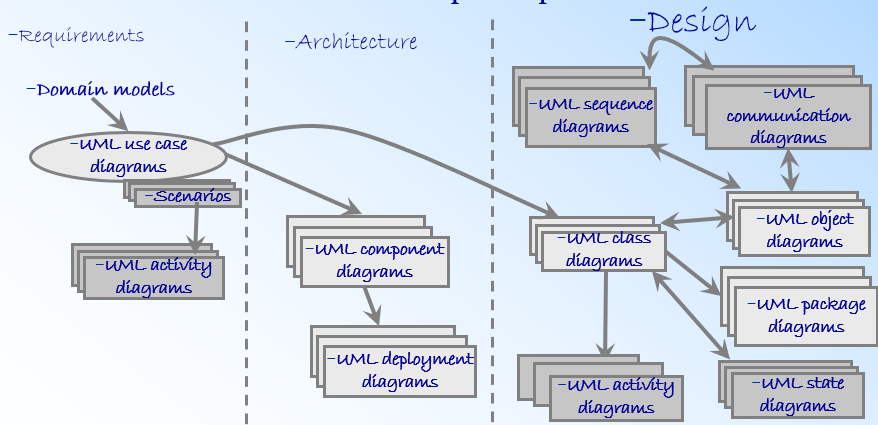 –Requirements
–Architecture
–Design
–Domain models
–UML use case
diagrams
–Scenarios
–UML activity
diagrams
–UML component
diagrams
–UML deployment
diagrams
–UML sequence
diagrams
–UML
communication
diagrams
–UML class
diagrams
–UML object
diagrams
–UML package
diagrams
–UML activity
diagrams
–UML state
diagrams